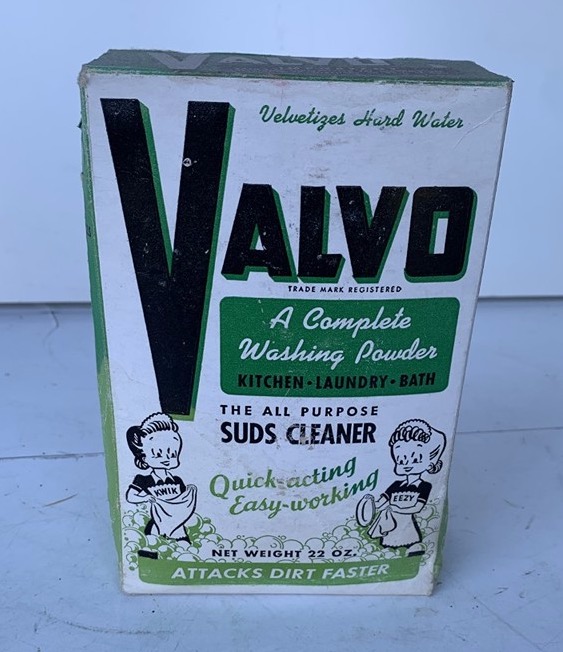 VALVO
Velvetizes Hard Water
VALVO
TRADE MARK REGISTERED
A Complete
Washing Powder
KITCHEN • LAUNDRY • BATH
THE ALL PURPOSE
SUDS CLEANER
Quick-acting
Easy-working
KWIK
EEZY
NET WEIGHT 22 OZ.
ATTACKS DIRT FASTER